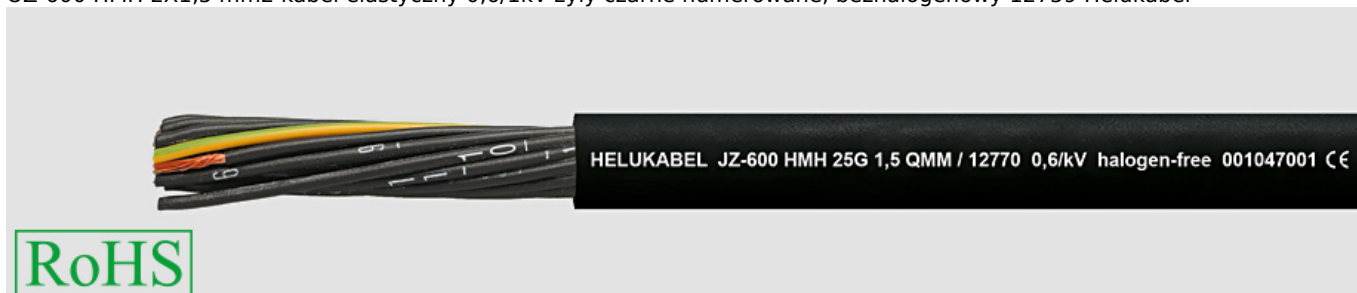 OZ-600 HMH 2X1,5 mm2 kabel elastyczny 0,6/1kV żyły czarne numerowane, bezhalogenowy 12759 Helukabel
HELUKABEL JZ-600 HMH 25G 1,5 QMM / 12770 0,6/kV halogen-free 001047001 CE
RoHS